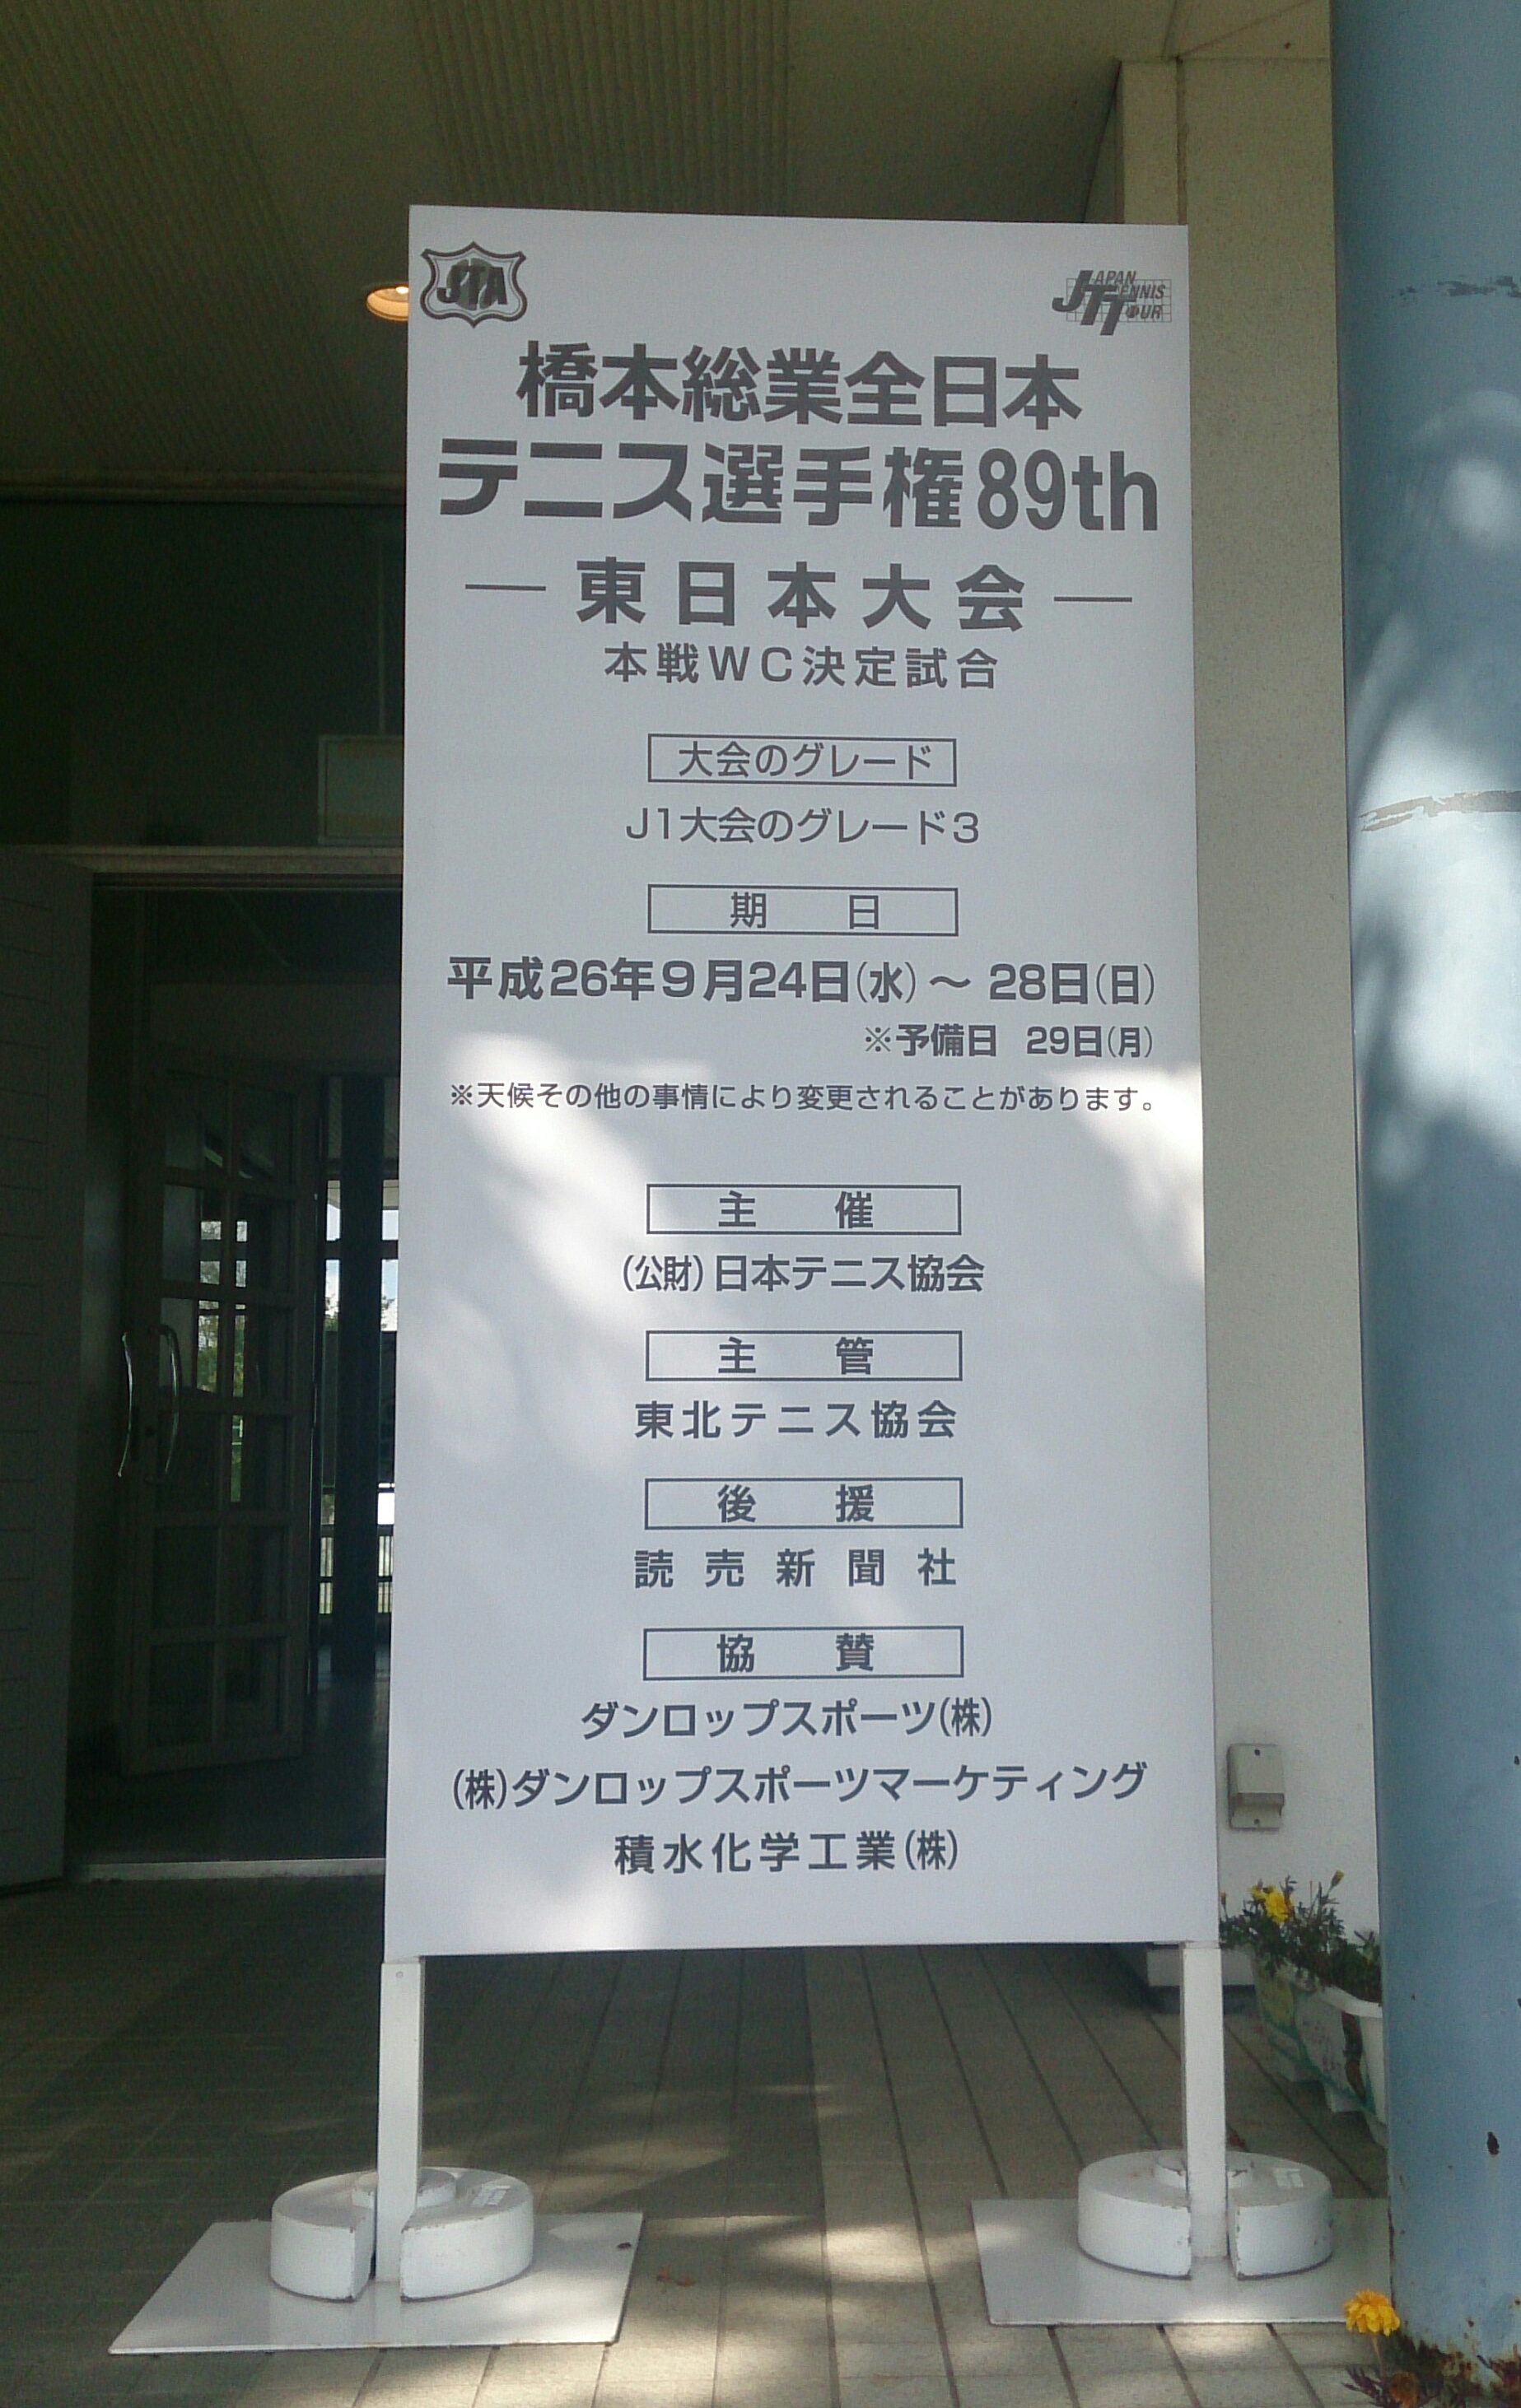 JTA
JAPAN TENNIS TOUR
橋本総業全日本
テニス選手権89th
― 東日本大会 ―
本戦WC決定試合
大会のグレード
J1大会のグレード3
期 日
平成26年9月24日(水)～28日(日)
※予備日 29日(月)
※天候その他の事情により変更されることがあります。
主 催
(公財)日本テニス協会
主 管
東北テニス協会
後 援
読売新聞社
協 賛
ダンロップスポーツ(株)
(株)ダンロップスポーツマーケティング
積水化学工業(株)